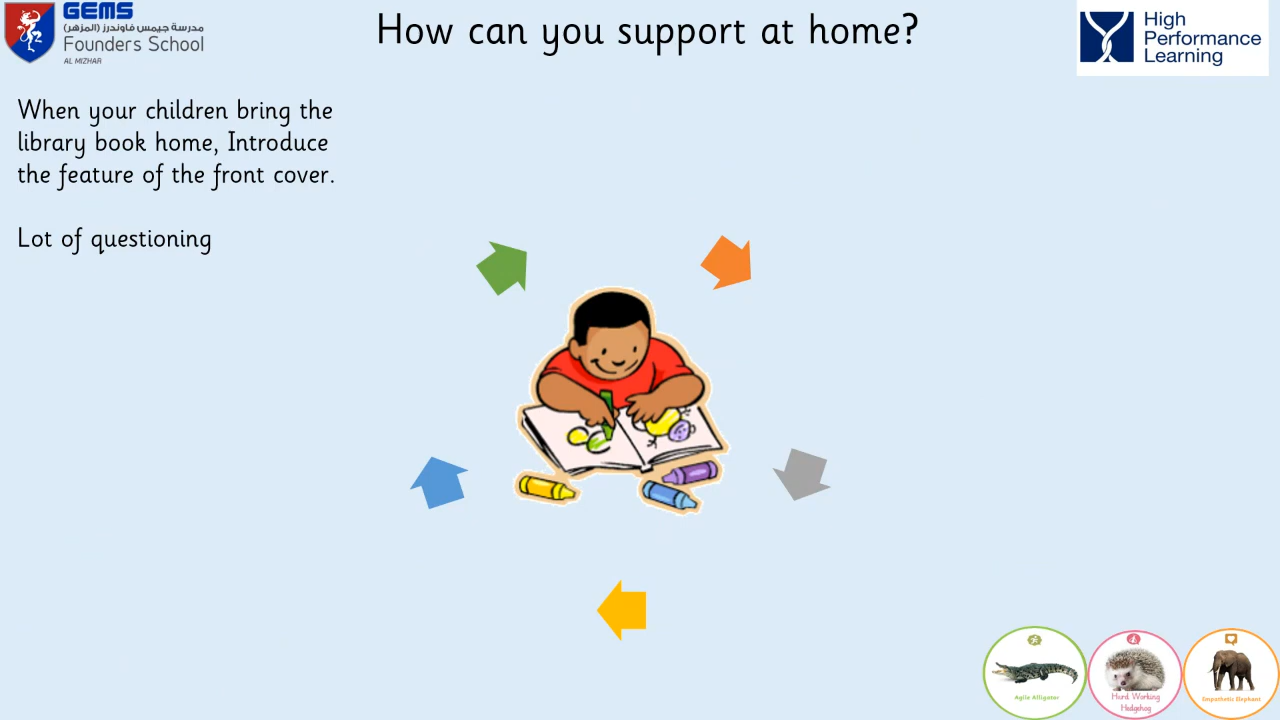 GEMS
مدرسة جيمس فاوندرز (المزهر)
Founders School
AL MIZHAR
How can you support at home?
High
Performance
Learning
When your children bring the
library book home, Introduce
the feature of the front cover.
Lot of questioning
Agile Alligator
Hard Working
Hedgehog
Empathetic Elephant